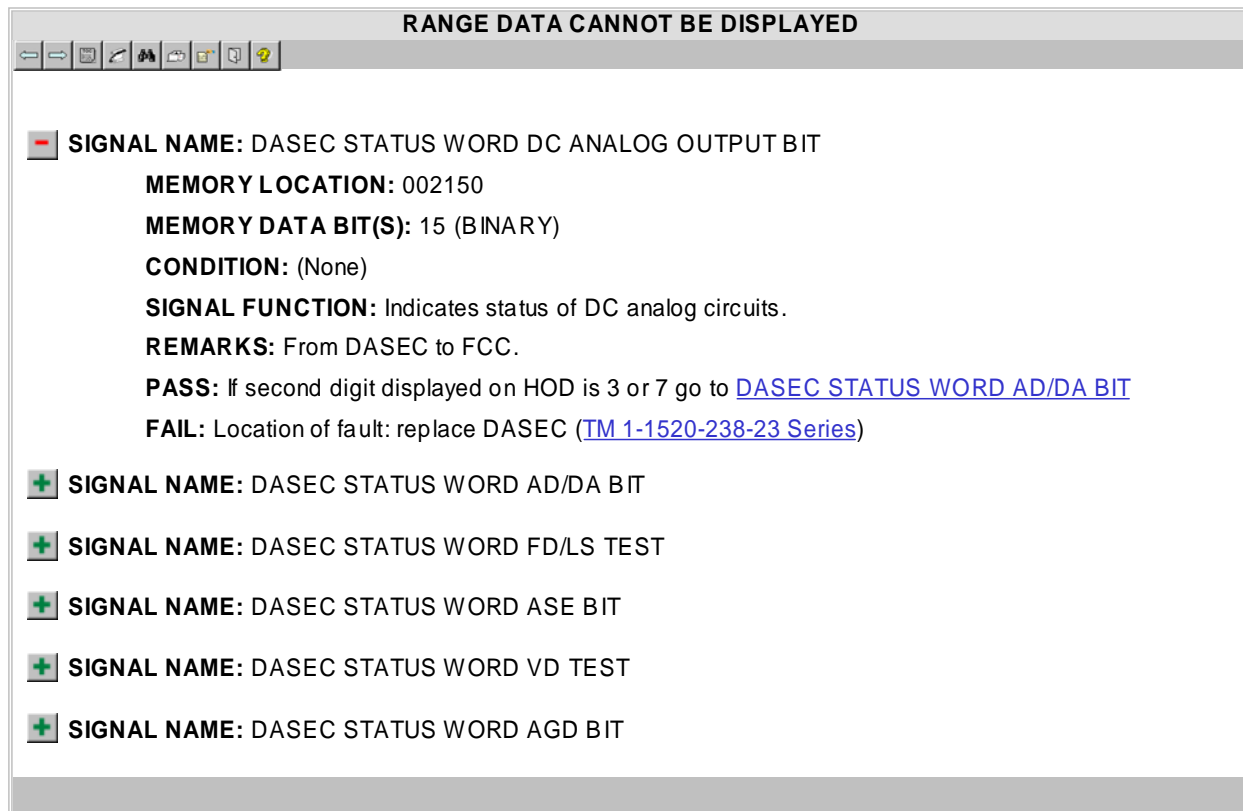 RANGE DATA CANNOT BE DISPLAYED
SIGNAL NAME: DASEC STATUS WORD DC ANALOG OUTPUT BIT
MEMORY LOCATION: 002150
MEMORY DATA BIT(S): 15 (BINARY)
CONDITION: (None)
SIGNAL FUNCTION: Indicates status of DC analog circuits.
REMARKS: From DASEC to FCC.
PASS: If second digit displayed on HOD is 3 or 7 go to DASEC STATUS WORD AD/DA BIT
FAIL: Location of fault: replace DASEC (TM 1-1520-238-23 Series)
SIGNAL NAME: DASEC STATUS WORD AD/DA BIT
SIGNAL NAME: DASEC STATUS WORD FD/LS TEST
SIGNAL NAME: DASEC STATUS WORD ASE BIT
SIGNAL NAME: DASEC STATUS WORD VD TEST
SIGNAL NAME: DASEC STATUS WORD AGD BIT